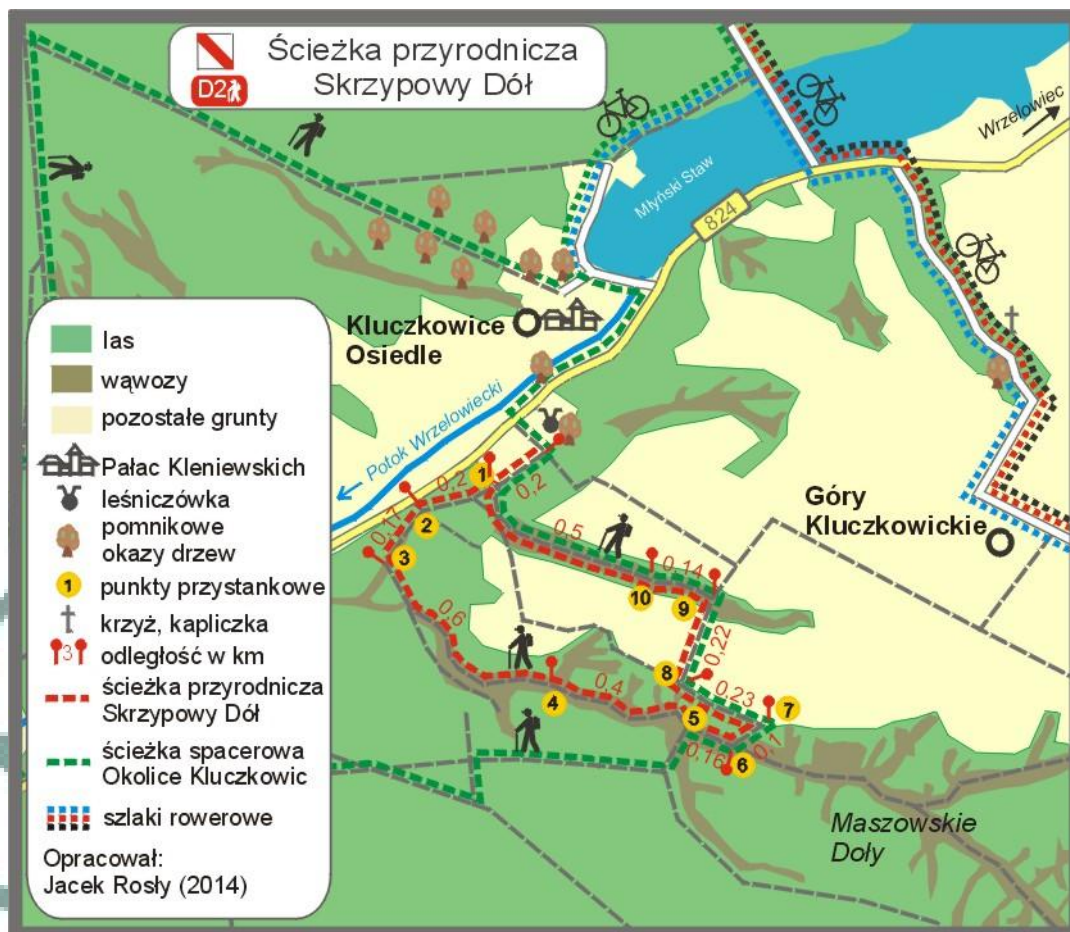 Ścieżka przyrodnicza
Skrzypowy Dół
D2
Wrzelowiec
Młyński Staw
824
Kluczkowice
Osiedle
Potok Wrzelowiecki
Góry
Kluczkowickie
Maszowskie
Doły
1
2
3
4
5
6
7
8
9
10
0,2
0,17
0,6
0,4
0,16
0,1
0,23
0,22
0,14
0,5
0,2
las
wąwozy
pozostałe grunty
Pałac Kleniewskich
leśniczówka
pomnikowe
okazy drzew
1 punkty przystankowe
krzyż, kapliczka
3 odległość w km
ścieżka przyrodnicza
Skrzypowy Dół
ścieżka spacerowa
Okolice Kluczkowic
szlaki rowerowe
Opracował:
Jacek Rosły (2014)